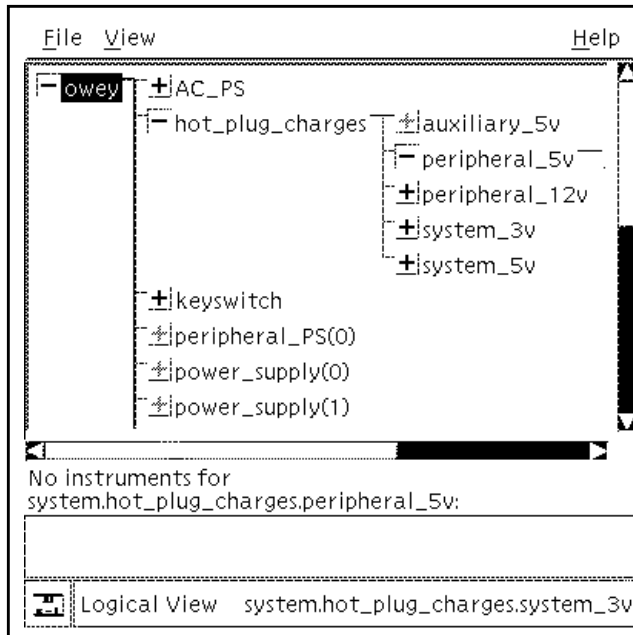 File View Help
owey AC_PS
hot_plug_charges auxiliary_5v
peripheral_5v
peripheral_12v
system_3v
system_5v
keyswitch
peripheral_PS(0)
power_supply(0)
power_supply(1)
No instruments for
system.hot_plug_charges.peripheral_5v:
Logical View system.hot_plug_charges.system_3v